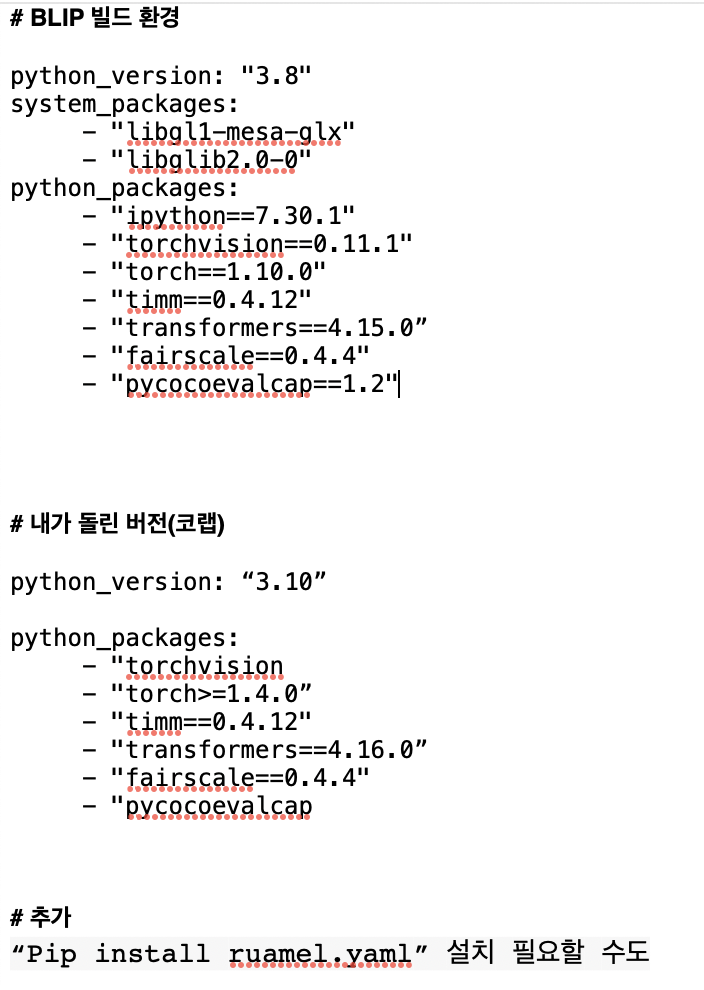 # BLIP 빌드 환경
python_version: "3.8"
system_packages:
– "libgl1-mesa-glx"
– "libglib2.0-0"
python_packages:
– "ipython==7.30.1"
– "torchvision==0.11.1"
– "torch==1.10.0"
– "timm==0.4.12"
– "transformers==4.15.0”
– "fairscale==0.4.4"
– "pycocoevalcap==1.2"
# 내가 돌린 버전(코랩)
python_version: “3.10”
python_packages:
– "torchvision
– "torch>=1.4.0”
– "timm==0.4.12"
– "transformers==4.16.0”
– "fairscale==0.4.4"
– "pycocoevalcap
# 추가
“Pip install ruamel.yaml” 설치 필요할 수도